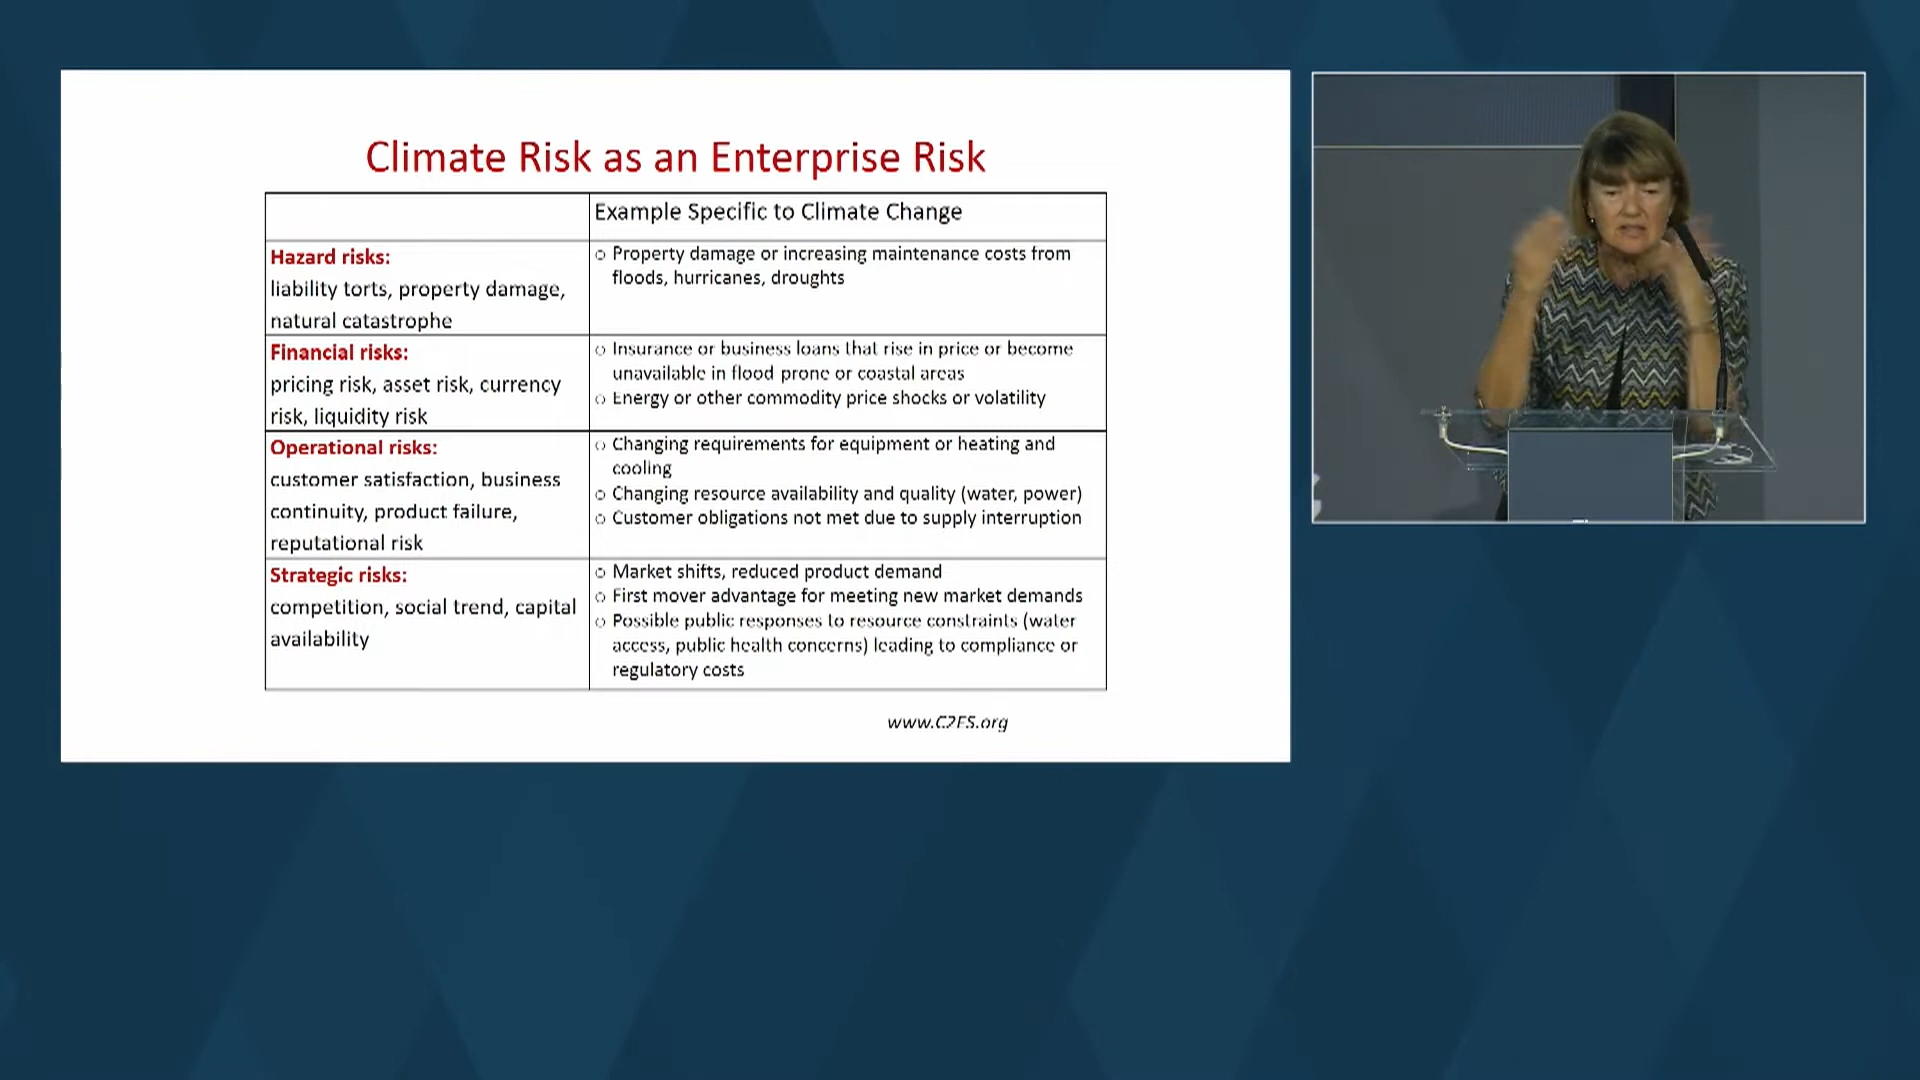 Climate Risk as an Enterprise Risk
Example Specific to Climate Change
Hazard risks:
liability torts, property damage,
natural catastrophe
○ Property damage or increasing maintenance costs from
floods, hurricanes, droughts
Financial risks:
pricing risk, asset risk, currency
risk, liquidity risk
○ Insurance or business loans that rise in price or become
unavailable in flood prone or coastal areas
○ Energy or other commodity price shocks or volatility
Operational risks:
customer satisfaction, business
continuity, product failure,
reputational risk
○ Changing requirements for equipment or heating and
cooling
○ Changing resource availability and quality (water, power)
○ Customer obligations not met due to supply interruption
Strategic risks:
competition, social trend, capital
availability
○ Market shifts, reduced product demand
○ First mover advantage for meeting new market demands
○ Possible public responses to resource constraints (water
access, public health concerns) leading to compliance or
regulatory costs
www.C2ES.org